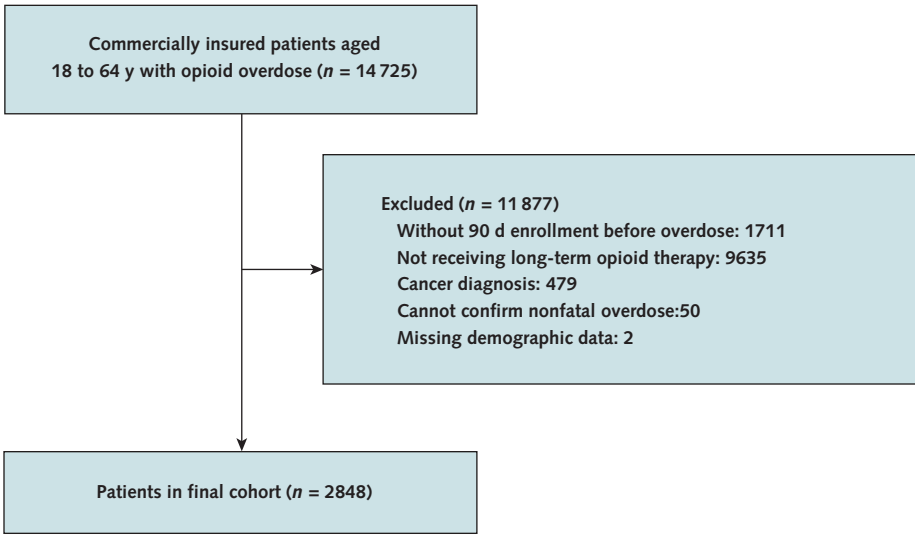 Commercially insured patients aged
18 to 64 y with opioid overdose (n = 14 725)
Excluded (n = 11 877)
Without 90 d enrollment before overdose: 1711
Not receiving long-term opioid therapy: 9635
Cancer diagnosis: 479
Cannot confirm nonfatal overdose:50
Missing demographic data: 2
Patients in final cohort (n = 2848)